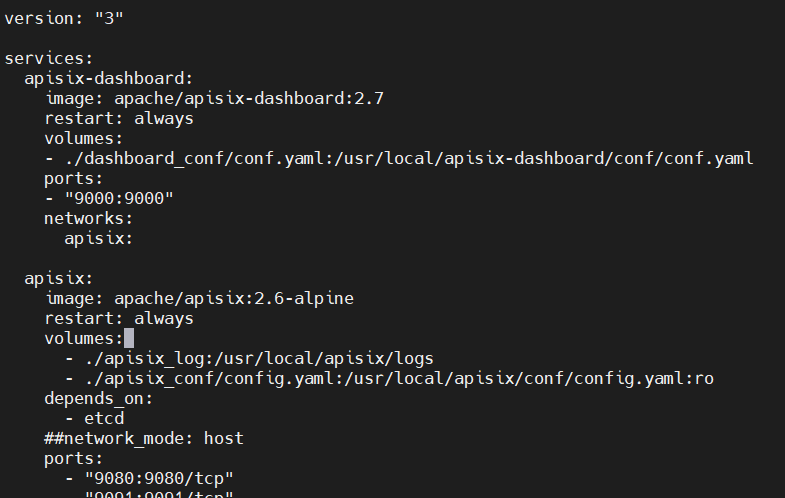 version: "3"

services:
  apisix-dashboard:
    image: apache/apisix-dashboard:2.7
    restart: always
    volumes:
    - ./dashboard_conf/conf.yaml:/usr/local/apisix-dashboard/conf/conf.yaml
    ports:
    - "9000:9000"
    networks:
      apisix:

  apisix:
    image: apache/apisix:2.6-alpine
    restart: always
    volumes:
      - ./apisix_log:/usr/local/apisix/logs
      - ./apisix_conf/config.yaml:/usr/local/apisix/conf/config.yaml:ro
    depends_on:
      - etcd
    ##network_mode: host
    ports:
      - "9080:9080/tcp"
      - "9091:9091/tcp"